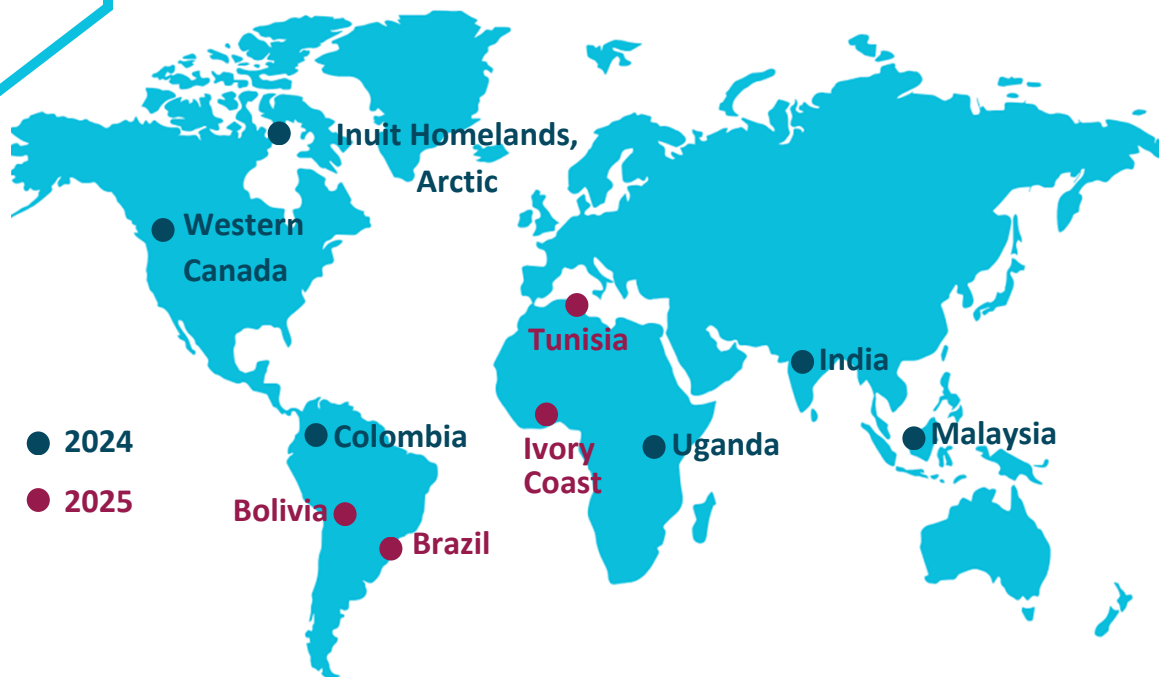 Inuit Homelands,
Arctic
Western
Canada
Tunisia
India
2024
Colombia
Ivory
Coast
Uganda
Malaysia
2025
Bolivia
Brazil